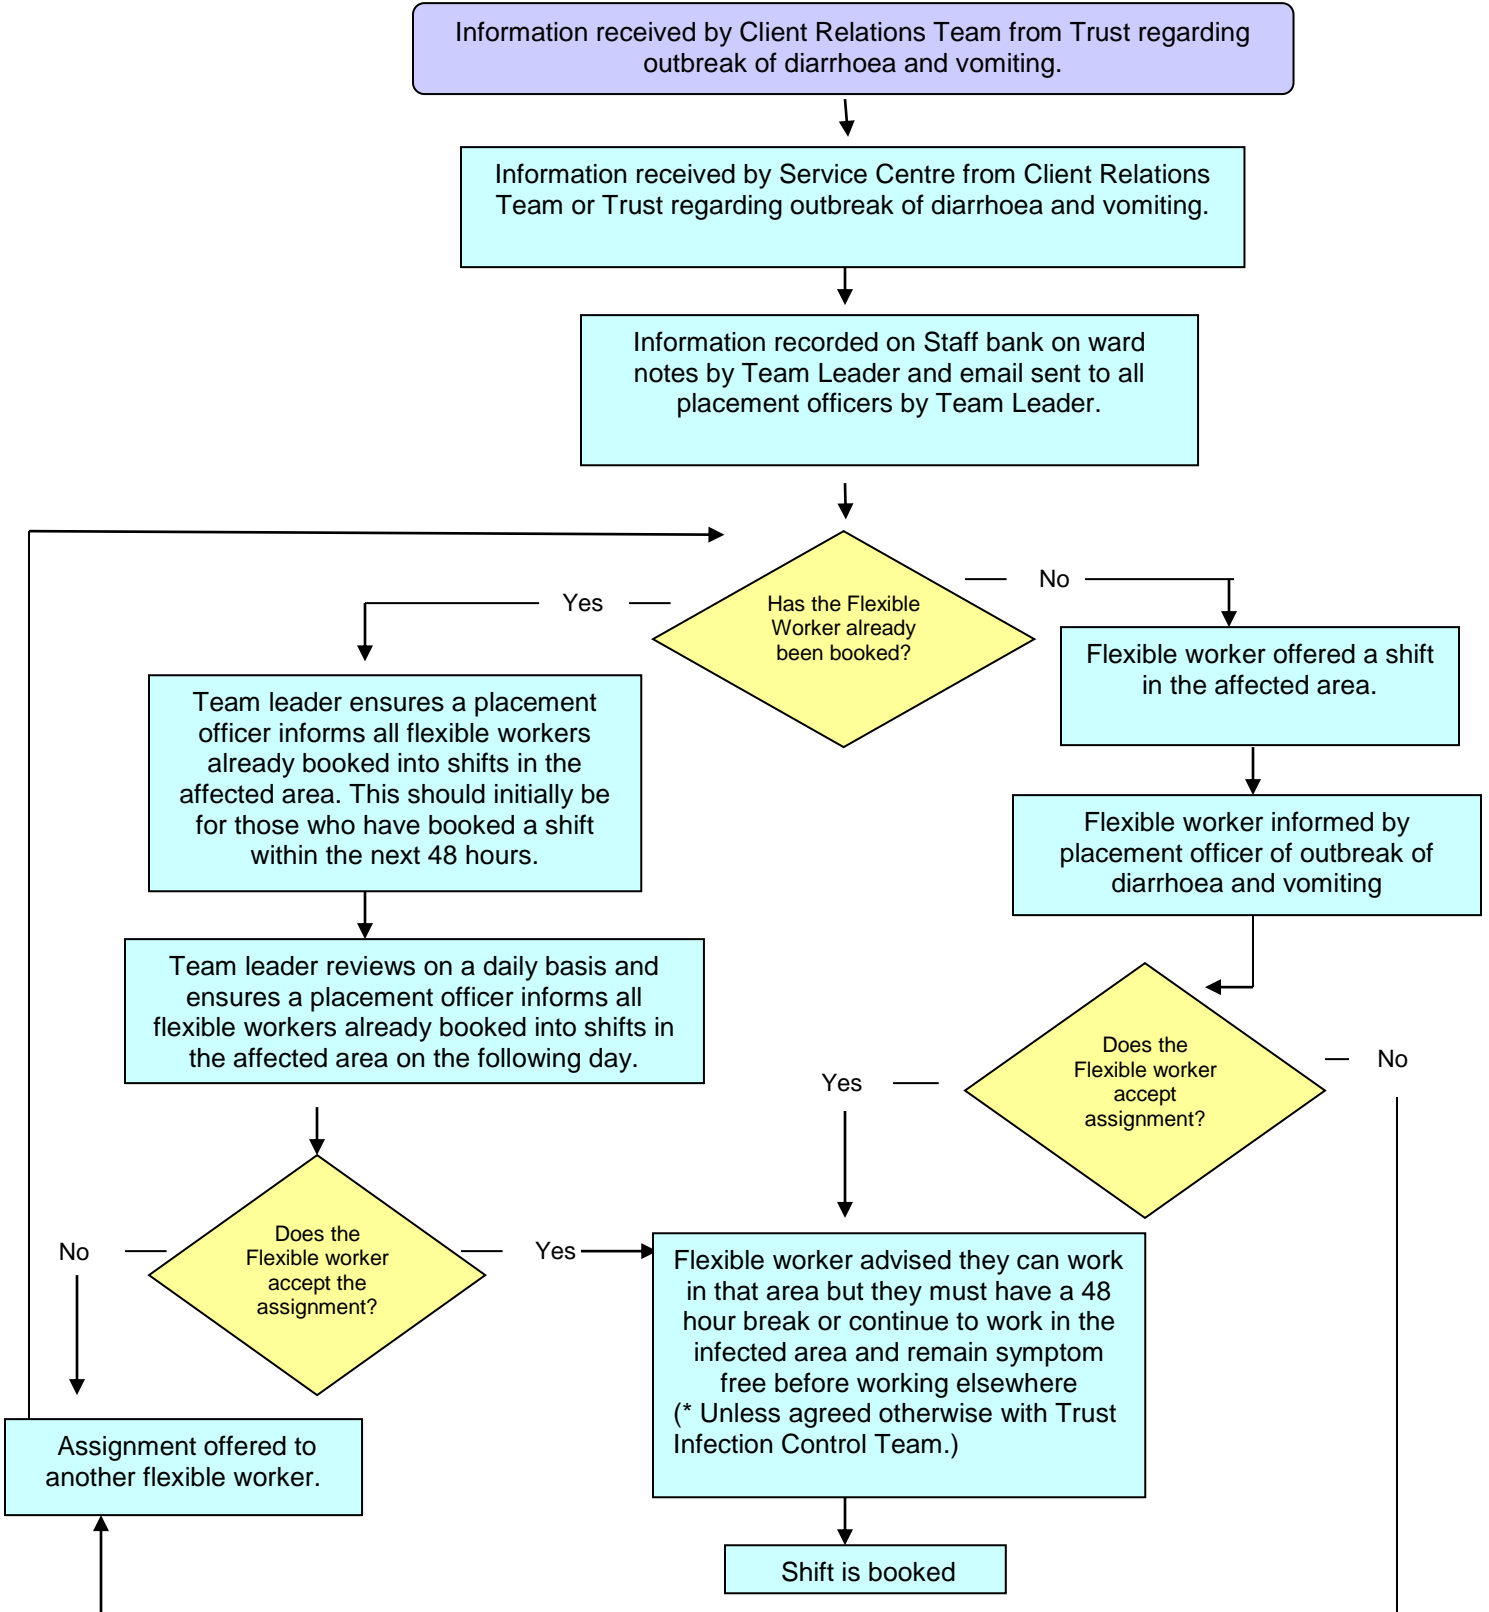 Information received by Client Relations Team from Trust regarding
outbreak of diarrhoea and vomiting.
Information received by Service Centre from Client Relations
Team or Trust regarding outbreak of diarrhoea and vomiting.
Information recorded on Staff bank on ward
notes by Team Leader and email sent to all
placement officers by Team Leader.
Has the Flexible
Worker already
been booked?
Yes
No
Team leader ensures a placement
officer informs all flexible workers
already booked into shifts in the
affected area. This should initially be
for those who have booked a shift
within the next 48 hours.
Flexible worker offered a shift
in the affected area.
Flexible worker informed by
placement officer of outbreak of
diarrhoea and vomiting
Team leader reviews on a daily basis and
ensures a placement officer informs all
flexible workers already booked into shifts in
the affected area on the following day.
Does the
Flexible worker
accept
assignment?
Yes
No
Does the
Flexible worker
accept the
assignment?
No
Yes
Flexible worker advised they can work
in that area but they must have a 48
hour break or continue to work in the
infected area and remain symptom
free before working elsewhere
(* Unless agreed otherwise with Trust
Infection Control Team.)
Assignment offered to
another flexible worker.
Shift is booked